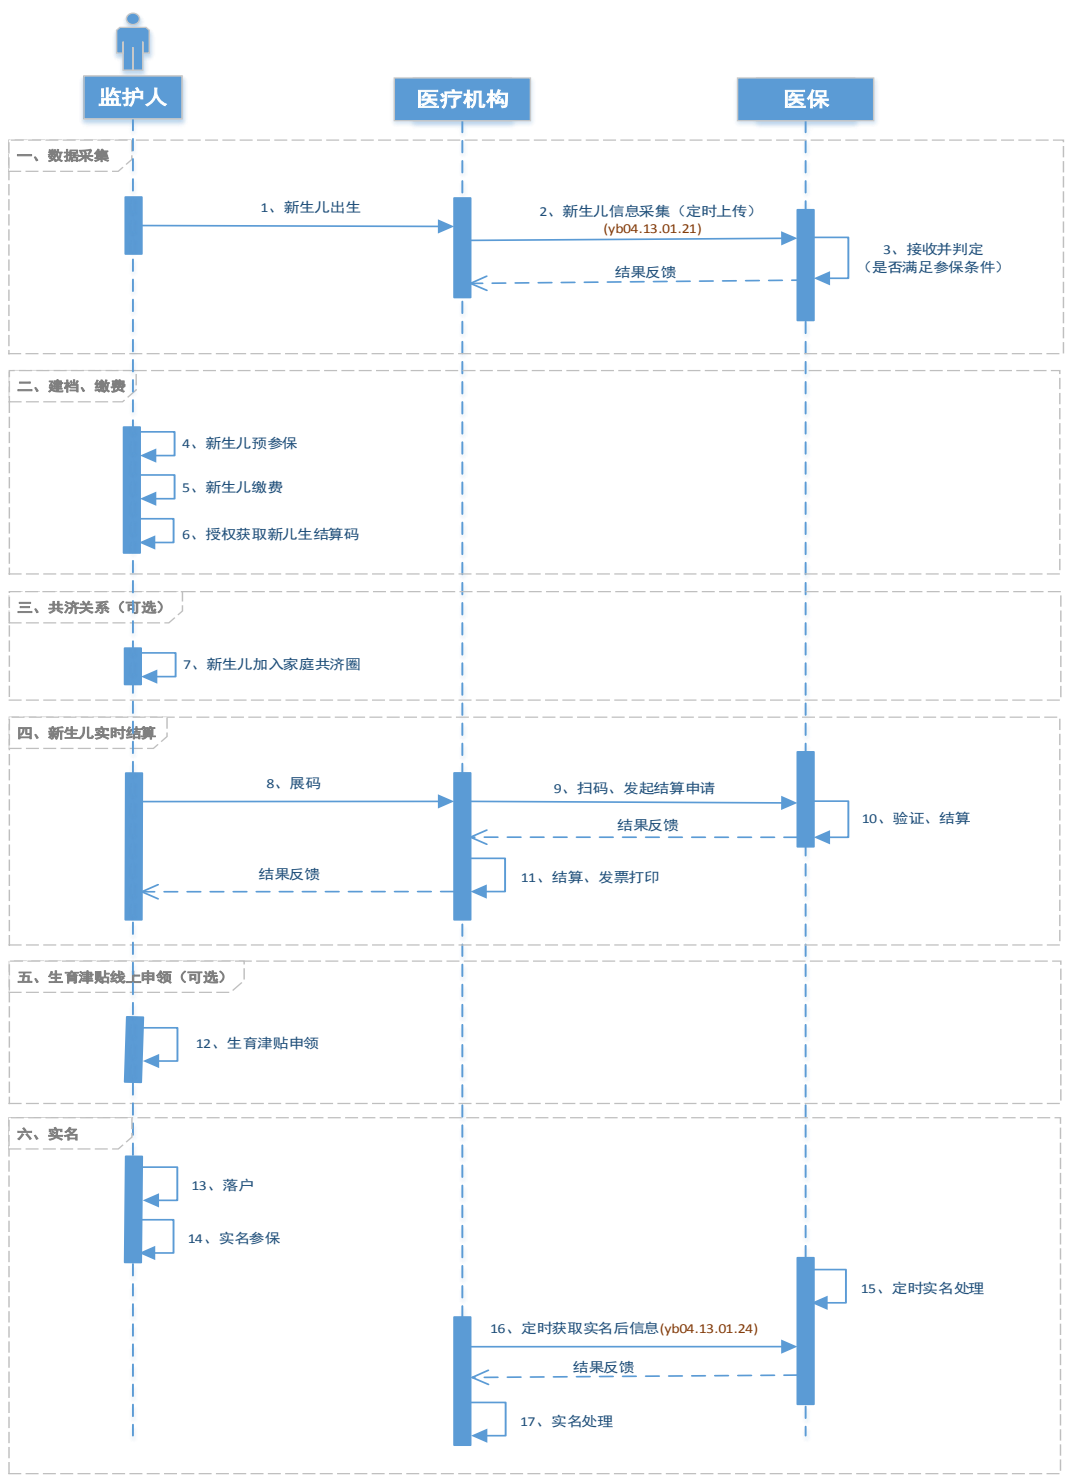 监护人
医疗机构
医保
一、数据采集
1、新生儿出生
2、新生儿信息采集（定时上传）
(yb04.13.01.21)
3、接收并判定
（是否满足参保条件）
结果反馈
二、建档、缴费
4、新生儿预参保
5、新生儿缴费
6、授权获取新儿生结算码
三、共济关系（可选）
7、新生儿加入家庭共济圈
四、新生儿实时结算
8、展码
9、扫码、发起结算申请
10、验证、结算
结果反馈
结果反馈
11、结算、发票打印
五、生育津贴线上申领（可选）
12、生育津贴申领
六、实名
13、落户
14、实名参保
15、定时实名处理
16、定时获取实名后信息(yb04.13.01.24)
结果反馈
17、实名处理